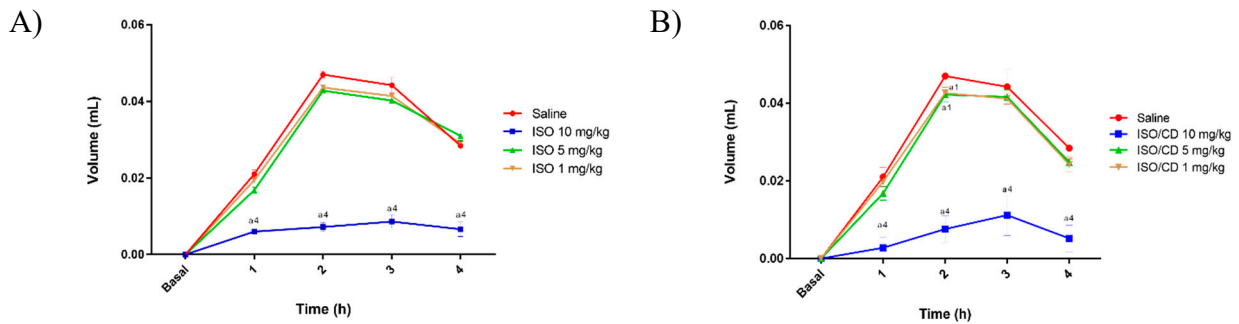 A)
Volume (mL)
0.06
0.04
0.02
0.00
a4
a4
a4
a4
Basal
1
2
3
4
Time (h)
Saline
ISO 10 mg/kg
ISO 5 mg/kg
ISO 1 mg/kg
B)
Volume (mL)
0.06
0.04
0.02
0.00
a1
a1
a4
a4
a4
a4
Basal
1
2
3
4
Time (h)
Saline
ISO/CD 10 mg/kg
ISO/CD 5 mg/kg
ISO/CD 1 mg/kg